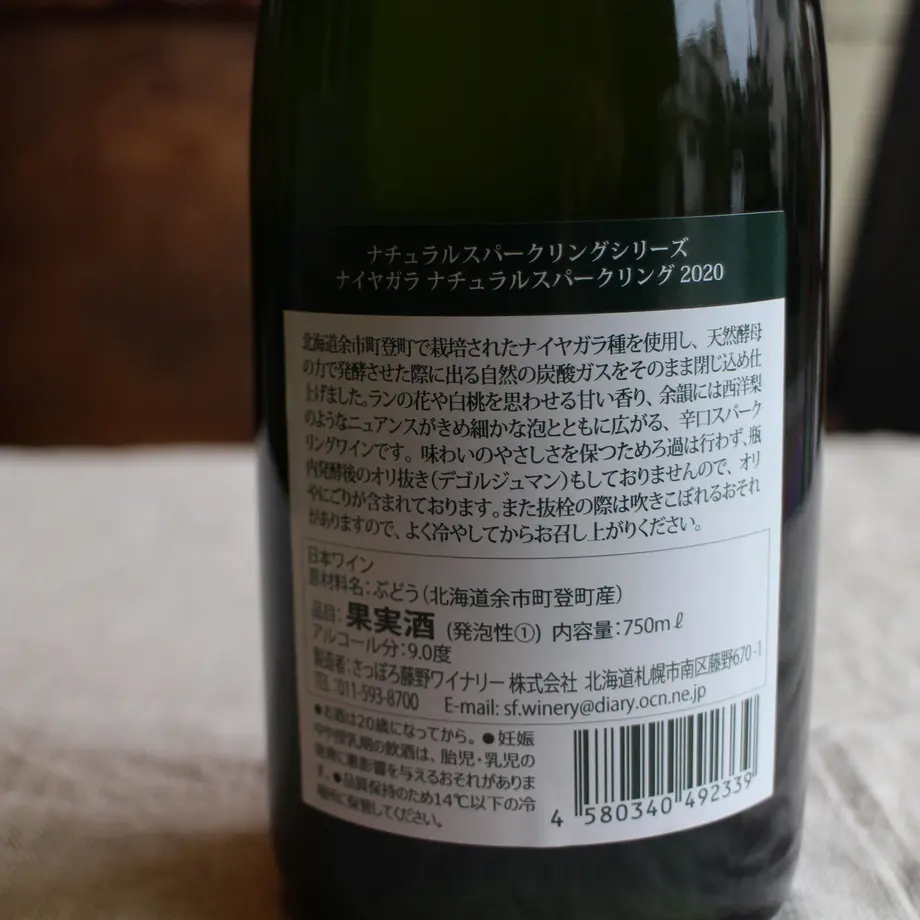 ナチュラルスパークリングシリーズ
ナイヤガラ ナチュラルスパークリング 2020
北海道余市町登町で栽培されたナイヤガラ種を使用し、天然酵母
の力で発酵させた際に出る自然の炭酸ガスをそのまま閉じ込め仕
上げました。ランの花や白桃を思わせる甘い香り、余韻には西洋梨
のようなニュアンスがきめ細かな泡とともに広がる、辛口スパーク
リングワインです。味わいのやさしさを保つためろ過は行わず、瓶
内発酵後のオリ抜き(デゴルジュマン)もしておりませんので、オリ
やにごりが含まれております。また抜栓の際は吹きこぼれるおそれ
がありますので、よく冷やしてからお召し上がりください。
日本ワイン
原材料名:ぶどう(北海道余市町登町産)
品目:果実酒 (発泡性①) 内容量:750mℓ
アルコール分:9.0度
製造者:さっぽろ藤野ワイナリー 株式会社 北海道札幌市南区藤野670-1
TEL:011-593-8700 E-mail: sf.winery@diary.ocn.ne.jp
●お酒は20歳になってから。●妊娠
中や授乳期の飲酒は、胎児・乳児の
発育に悪影響を与えるおそれがありま
す。●品質保持のため14℃以下の冷
暗所に保管してください。
4 580340 492339